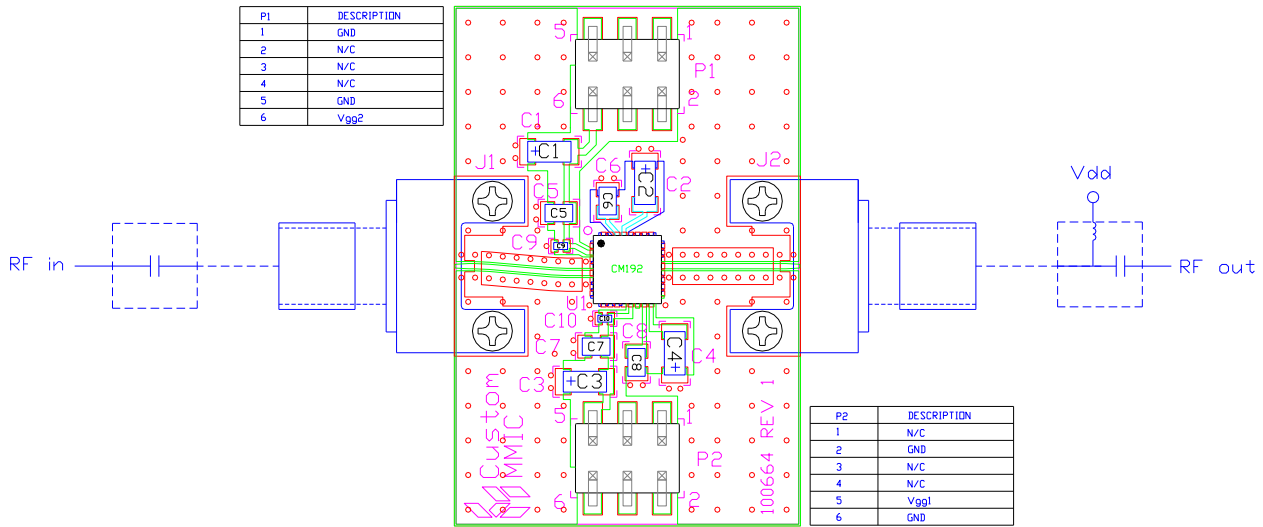 P1 DESCRIPTION
1 GND
2 N/C
3 N/C
4 N/C
5 GND
6 Vgg2
5 1
P1
6 2
C1
+C1
J1
J2
C6
C6
+C2
C2
C5
C5
C9
C9
CM192
U1
RF in
Vdd
RF out
C10
C10
C8
C8
C7
C7
C4+
C4
C3
+C3
5 1
P2
6 2
Custom
MMIC
100664 REV 1
P2 DESCRIPTION
1 N/C
2 GND
3 N/C
4 N/C
5 Vgg1
6 GND